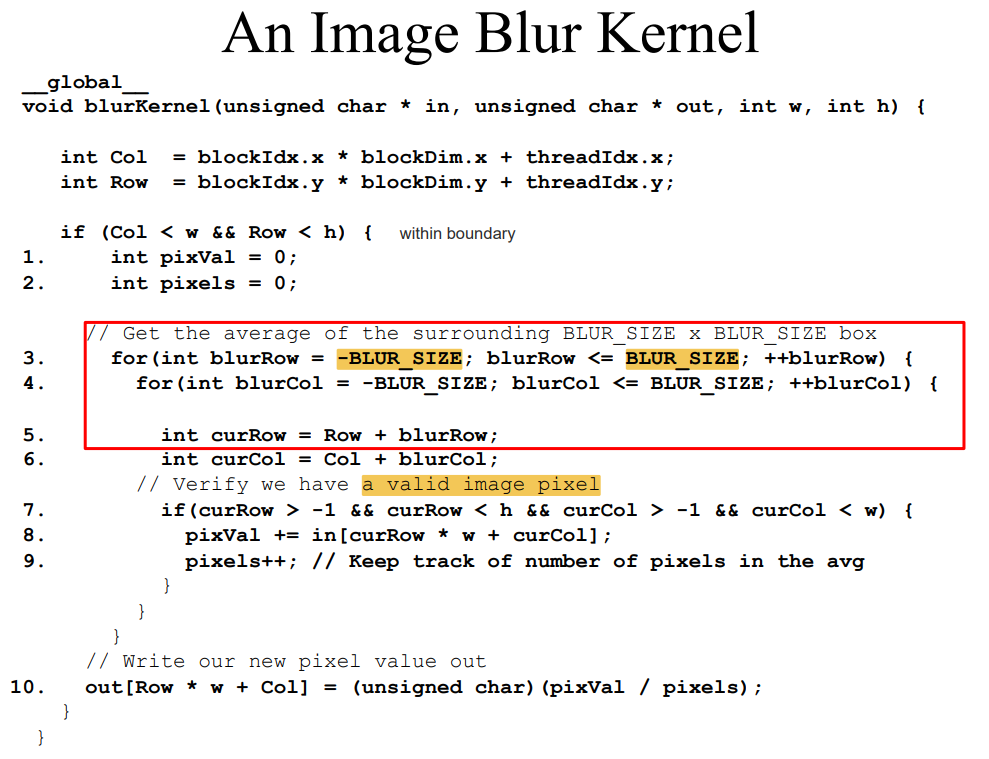 An Image Blur Kernel
__global__
void blurKernel(unsigned char * in, unsigned char * out, int w, int h) {
int Col = blockIdx.x * blockDim.x + threadIdx.x;
int Row = blockIdx.y * blockDim.y + threadIdx.y;
if (Col < w && Row < h) { within boundary
1. int pixVal = 0;
2. int pixels = 0;
// Get the average of the surrounding BLUR_SIZE x BLUR_SIZE box
3. for(int blurRow = -BLUR_SIZE; blurRow <= BLUR_SIZE; ++blurRow) {
4. for(int blurCol = -BLUR_SIZE; blurCol <= BLUR_SIZE; ++blurCol) {
5. int curRow = Row + blurRow;
6. int curCol = Col + blurCol;
// Verify we have a valid image pixel
7. if(curRow > -1 && curRow < h && curCol > -1 && curCol < w) {
8. pixVal += in[curRow * w + curCol];
9. pixels++; // Keep track of number of pixels in the avg
}
}
}
// Write our new pixel value out
10. out[Row * w + Col] = (unsigned char)(pixVal / pixels);
}
}